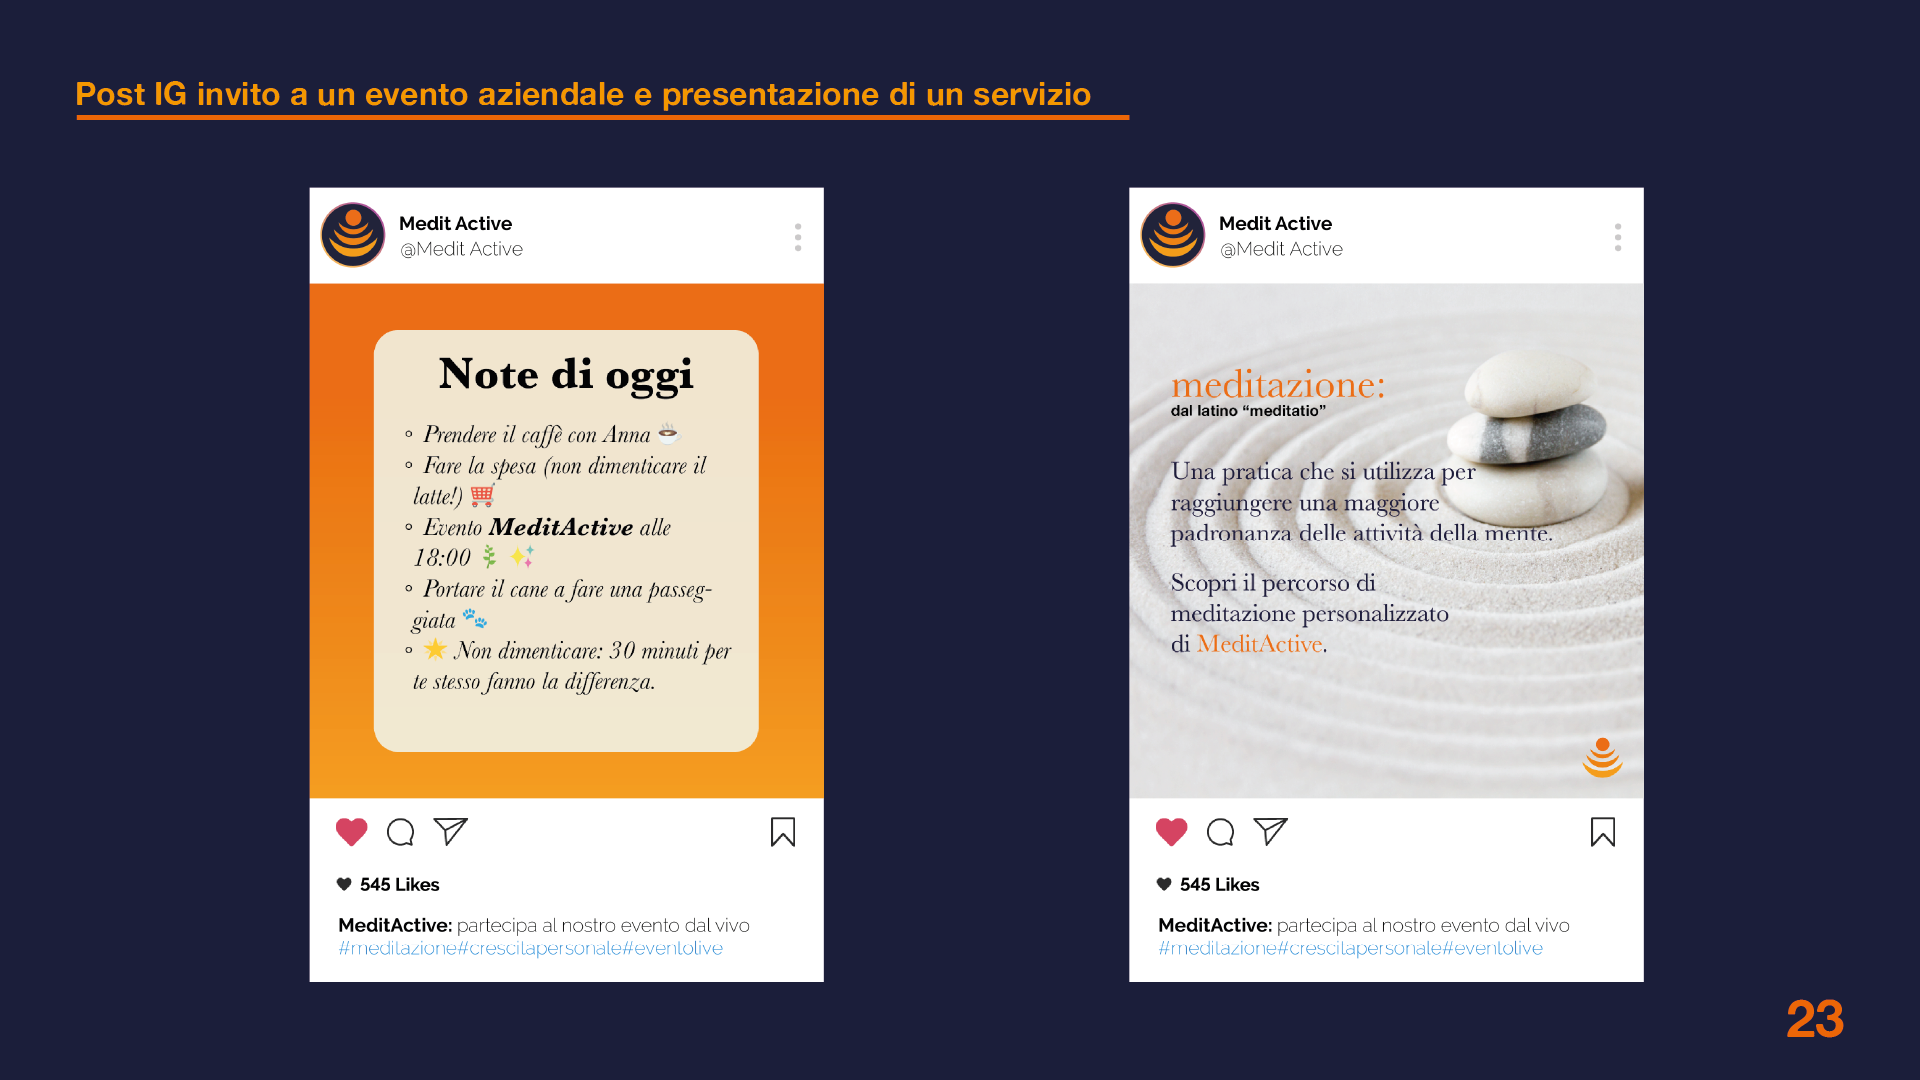 Post IG invito a un evento aziendale e presentazione di un servizio
Medit Active
@Medit Active
Note di oggi
◦ Prendere il caffè con Anna ☕
◦ Fare la spesa (non dimenticare il
latte!) 🛒
◦ Evento MeditActive alle
18:00 🌿 ✨
◦ Portare il cane a fare una passeg-
giata 🐾
◦ 🌟 Non dimenticare: 30 minuti per
te stesso fanno la differenza.
545 Likes
MeditActive: partecipa al nostro evento dal vivo
#meditazione#crescitapersonale#eventolive
Medit Active
@Medit Active
meditazione:
dal latino “meditatio”
Una pratica che si utilizza per
raggiungere una maggiore
padronanza delle attività della mente.
Scopri il percorso di
meditazione personalizzato
di MeditActive.
545 Likes
MeditActive: partecipa al nostro evento dal vivo
#meditazione#crescitapersonale#eventolive
23